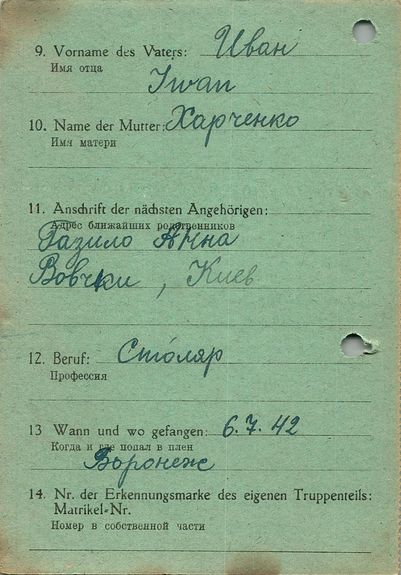 9. Vorname des Vaters: Иван
Имя отца
Iwan
10. Name der Mutter: Харченко
Имя матери
11. Anschrift der nächsten Angehörigen:
Адрес ближайших родственников
Газило Анна
Вовчки, Киев
12. Beruf: Столяр
Профессия
13 Wann und wo gefangen: 6.7.42
Когда и где попал в плен
Воронеж
14. Nr. der Erkennungsmarke des eigenen Truppenteils:
Matrikel-Nr.
Номер в собственной части